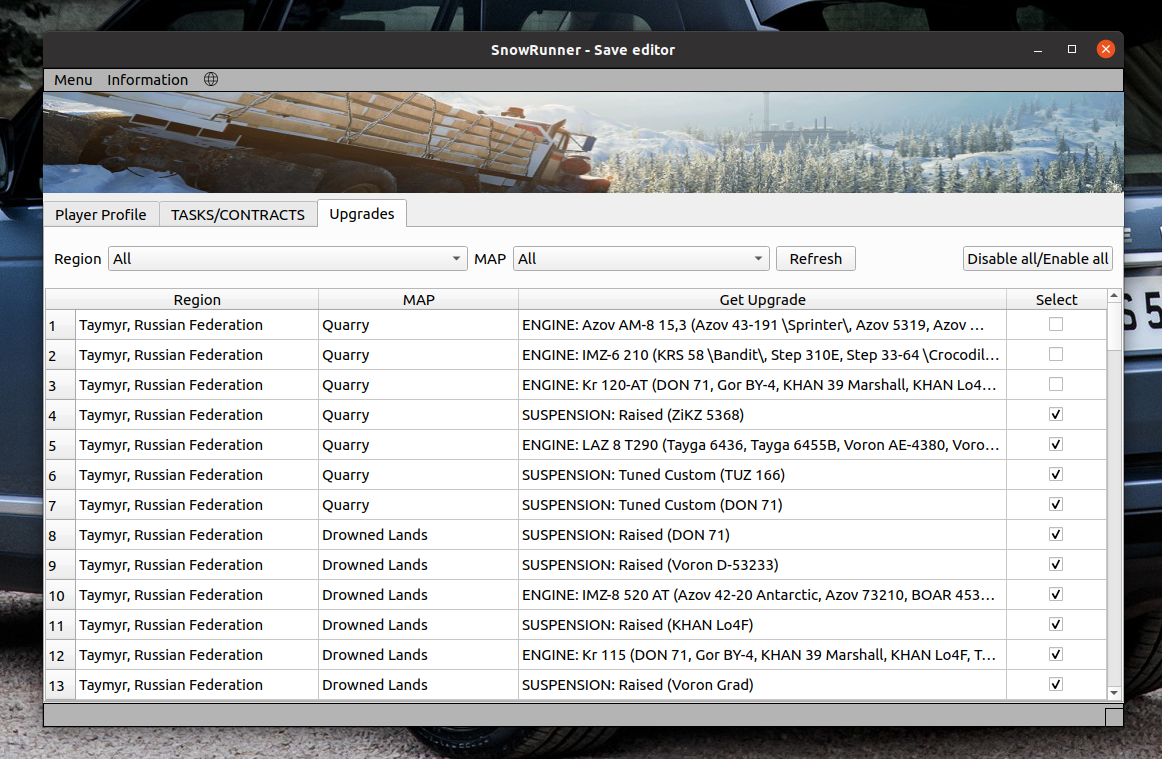 SnowRunner - Save editor
Menu Information
Player Profile TASKS/CONTRACTS Upgrades
Region All MAP All Refresh Disable all/Enable all
Region MAP Get Upgrade Select
1 Taymyr, Russian Federation Quarry ENGINE: Azov AM-8 15,3 (Azov 43-191 \Sprinter\, Azov 5319, Azov ...
2 Taymyr, Russian Federation Quarry ENGINE: IMZ-6 210 (KRS 58 \Bandit\, Step 310E, Step 33-64 \Crocodil...
3 Taymyr, Russian Federation Quarry ENGINE: Kr 120-AT (DON 71, Gor BY-4, KHAN 39 Marshall, KHAN Lo4...
4 Taymyr, Russian Federation Quarry SUSPENSION: Raised (ZiKZ 5368)
5 Taymyr, Russian Federation Quarry ENGINE: LAZ 8 T290 (Tayga 6436, Tayga 6455B, Voron AE-4380, Voro...
6 Taymyr, Russian Federation Quarry SUSPENSION: Tuned Custom (TUZ 166)
7 Taymyr, Russian Federation Quarry SUSPENSION: Tuned Custom (DON 71)
8 Taymyr, Russian Federation Drowned Lands SUSPENSION: Raised (DON 71)
9 Taymyr, Russian Federation Drowned Lands SUSPENSION: Raised (Voron D-53233)
10 Taymyr, Russian Federation Drowned Lands ENGINE: IMZ-8 520 AT (Azov 42-20 Antarctic, Azov 73210, BOAR 453...
11 Taymyr, Russian Federation Drowned Lands SUSPENSION: Raised (KHAN Lo4F)
12 Taymyr, Russian Federation Drowned Lands ENGINE: Kr 115 (DON 71, Gor BY-4, KHAN 39 Marshall, KHAN Lo4F, T...
13 Taymyr, Russian Federation Drowned Lands SUSPENSION: Raised (Voron Grad)